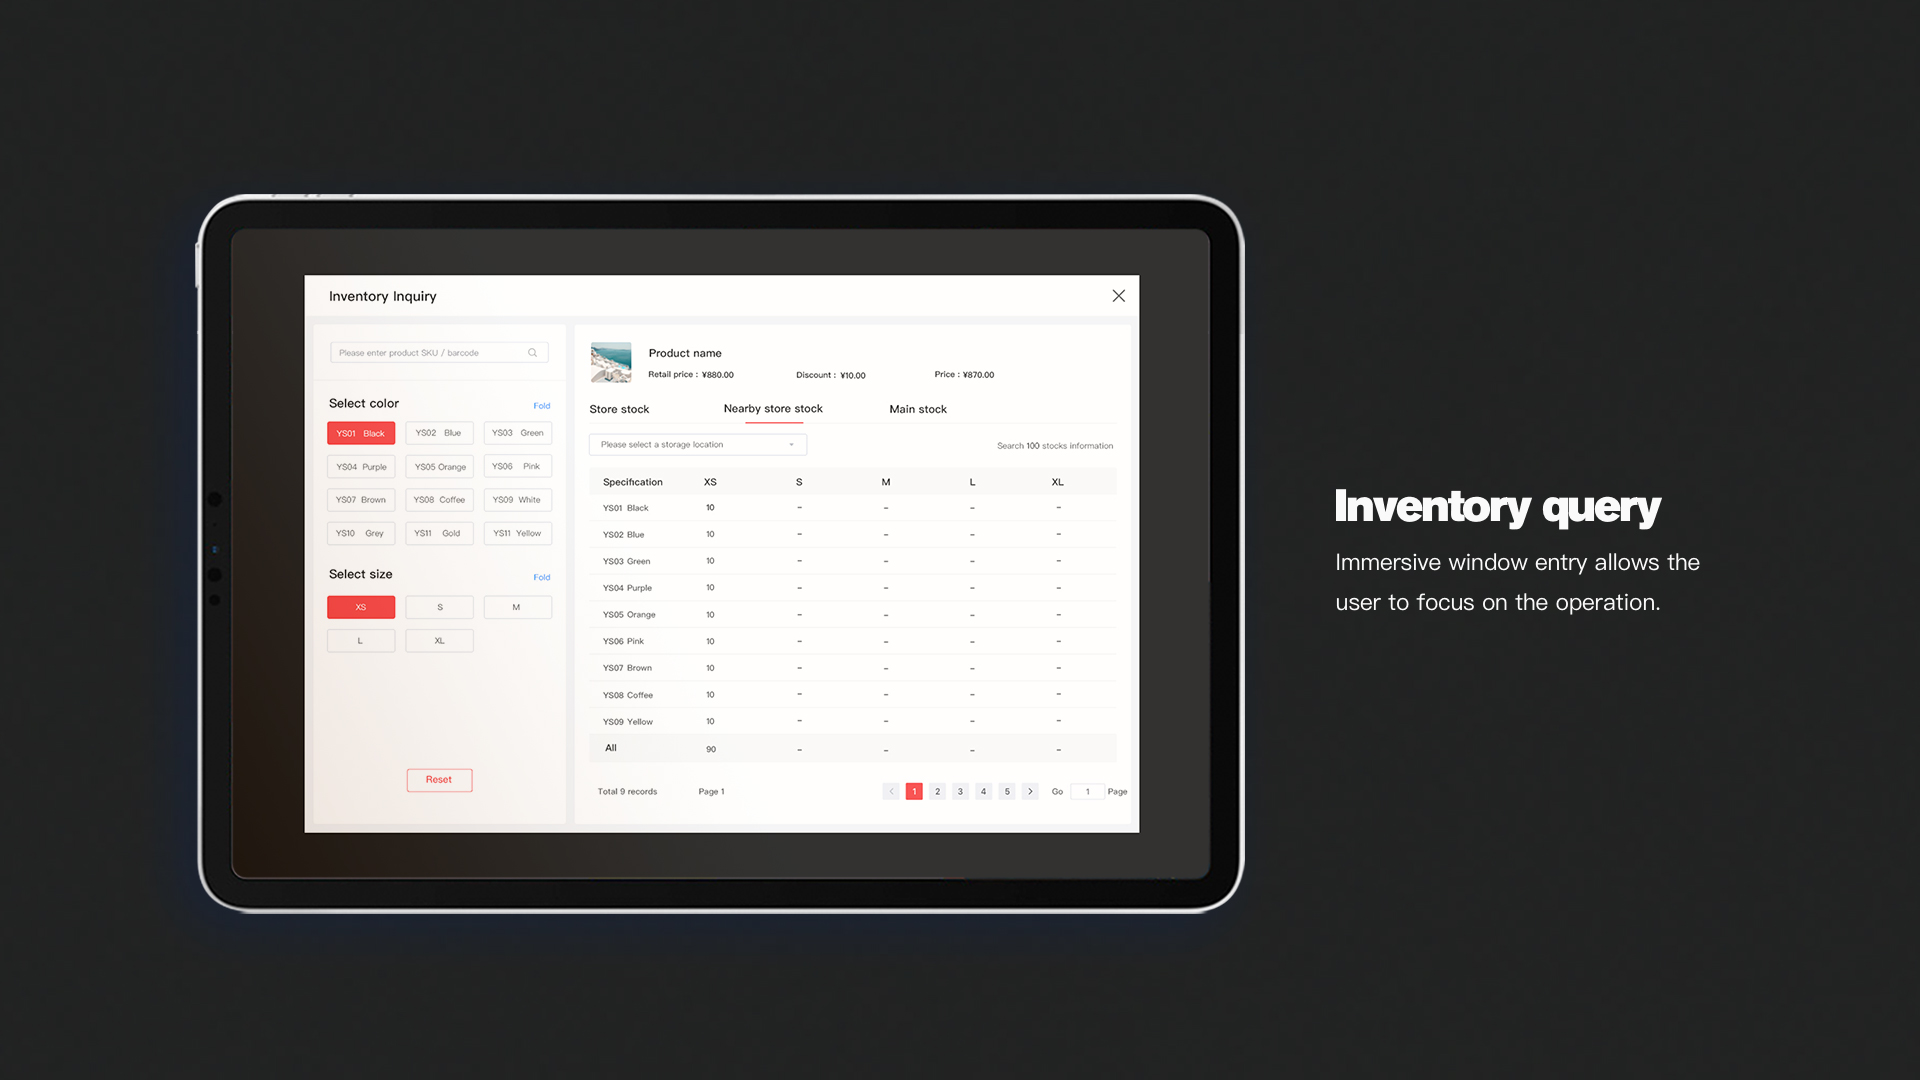 Inventory Inquiry
Please enter product SKU / barcode
Select color
Fold
YS01 Black
YS02 Blue
YS03 Green
YS04 Purple
YS05 Orange
YS06 Pink
YS07 Brown
YS08 Coffee
YS09 White
YS10 Grey
YS11 Gold
YS11 Yellow
Select size
Fold
XS
S
M
L
XL
Reset
Product name
Retail price : ¥880.00
Discount : ¥10.00
Price : ¥870.00
Store stock
Nearby store stock
Main stock
Please select a storage location
Search 100 stocks information
Specification XS S M L XL
YS01 Black 10 – – – –
YS02 Blue 10 – – – –
YS03 Green 10 – – – –
YS04 Purple 10 – – – –
YS05 Orange 10 – – – –
YS06 Pink 10 – – – –
YS07 Brown 10 – – – –
YS08 Coffee 10 – – – –
YS09 Yellow 10 – – – –
All 90 – – – –
Total 9 records Page 1 < 1 2 3 4 5 > Go 1 Page
Inventory query
Immersive window entry allows the
user to focus on the operation.